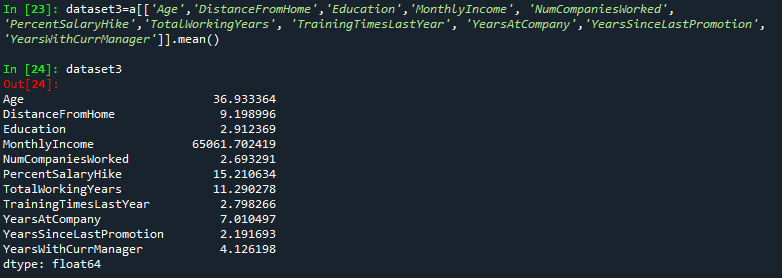 In [23]: dataset3=a[['Age','DistanceFromHome','Education','MonthlyIncome', 'NumCompaniesWorked',
'PercentSalaryHike','TotalWorkingYears', 'TrainingTimesLastYear', 'YearsAtCompany','YearsSinceLastPromotion',
'YearsWithCurrManager']].mean()
In [24]: dataset3
Out[24]:
Age 36.933364
DistanceFromHome 9.198996
Education 2.912369
MonthlyIncome 65061.702419
NumCompaniesWorked 2.693291
PercentSalaryHike 15.210634
TotalWorkingYears 11.290278
TrainingTimesLastYear 2.798266
YearsAtCompany 7.010497
YearsSinceLastPromotion 2.191693
YearsWithCurrManager 4.126198
dtype: float64